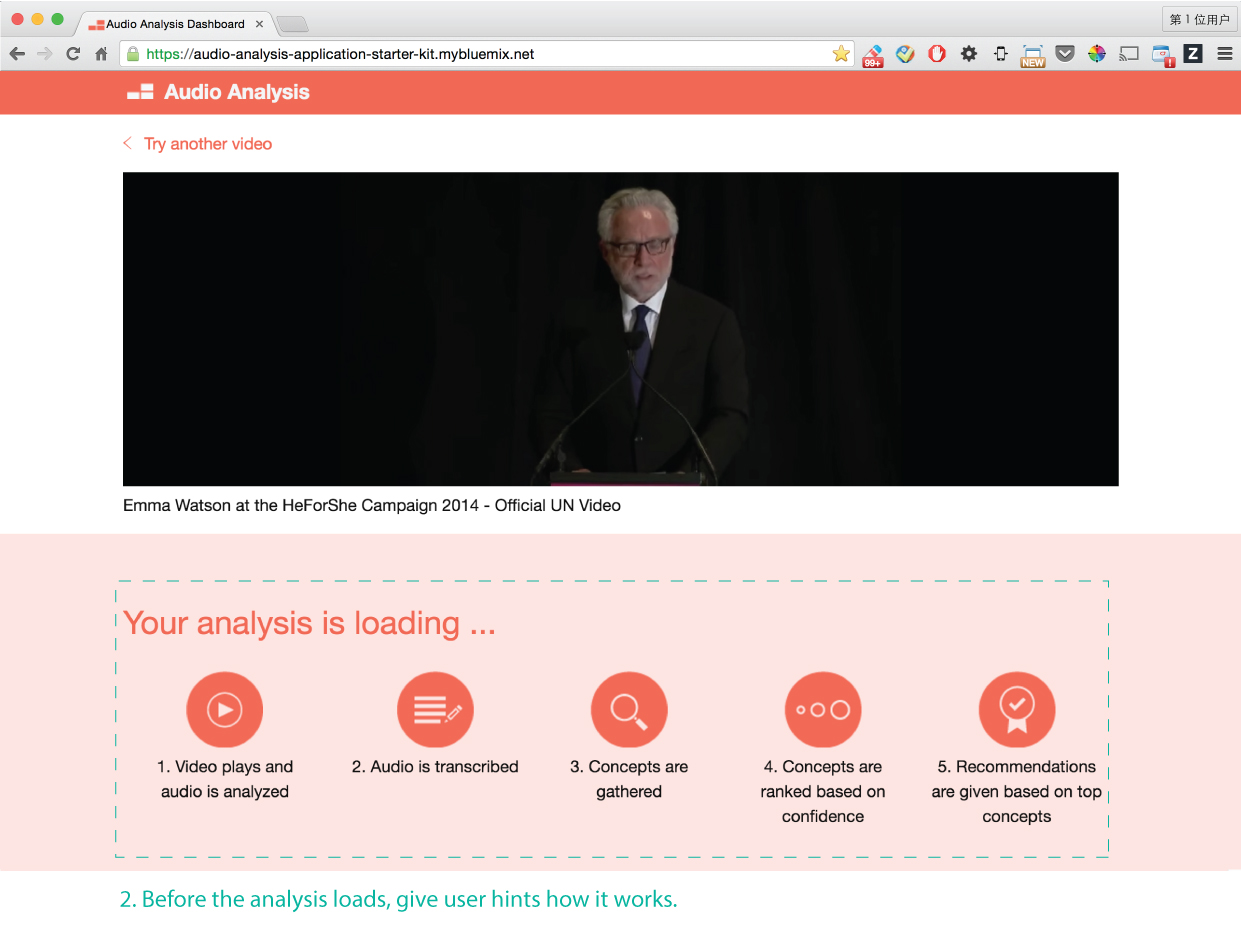 Audio Analysis Dashboard
第 1 位用户
https://audio-analysis-application-starter-kit.mybluemix.net
99+
NEW
Z
Audio Analysis
Try another video
Emma Watson at the HeForShe Campaign 2014 - Official UN Video
Your analysis is loading ...
1. Video plays and
audio is analyzed
2. Audio is transcribed
3. Concepts are
gathered
4. Concepts are
ranked based on
confidence
5. Recommendations
are given based on top
concepts
2. Before the analysis loads, give user hints how it works.